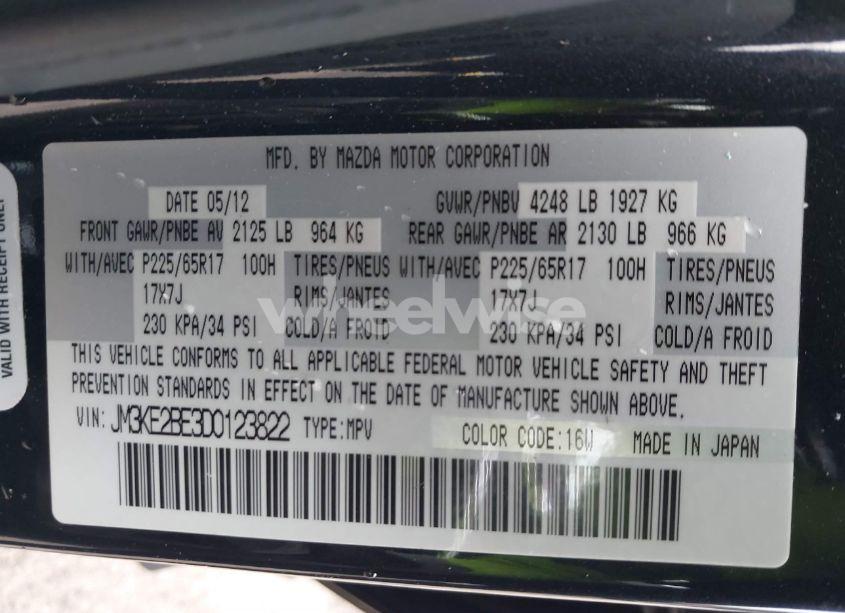 MFD. BY MAZDA MOTOR CORPORATION
DATE 05/12 GVWR/PNBV 4248 LB 1927 KG
FRONT GAWR/PNBE AV 2125 LB 964 KG REAR GAWR/PNBE AR 2130 LB 966 KG
WITH/AVEC P225/65R17 100H TIRES/PNEUS WITH/AVEC P225/65R17 100H TIRES/PNEUS
17X7J RIMS/JANTES 17X7J RIMS/JANTES
230 KPA/34 PSI COLD/A FROID 230 KPA/34 PSI COLD/A FROID
THIS VEHICLE CONFORMS TO ALL APPLICABLE FEDERAL MOTOR VEHICLE SAFETY AND THEFT
PREVENTION STANDARDS IN EFFECT ON THE DATE OF MANUFACTURE SHOWN ABOVE.
VIN: JM3KE2BE3D0123822 TYPE:MPV COLOR CODE:16W MADE IN JAPAN
VALID WITH RECEIPT ONLY
wheelwise